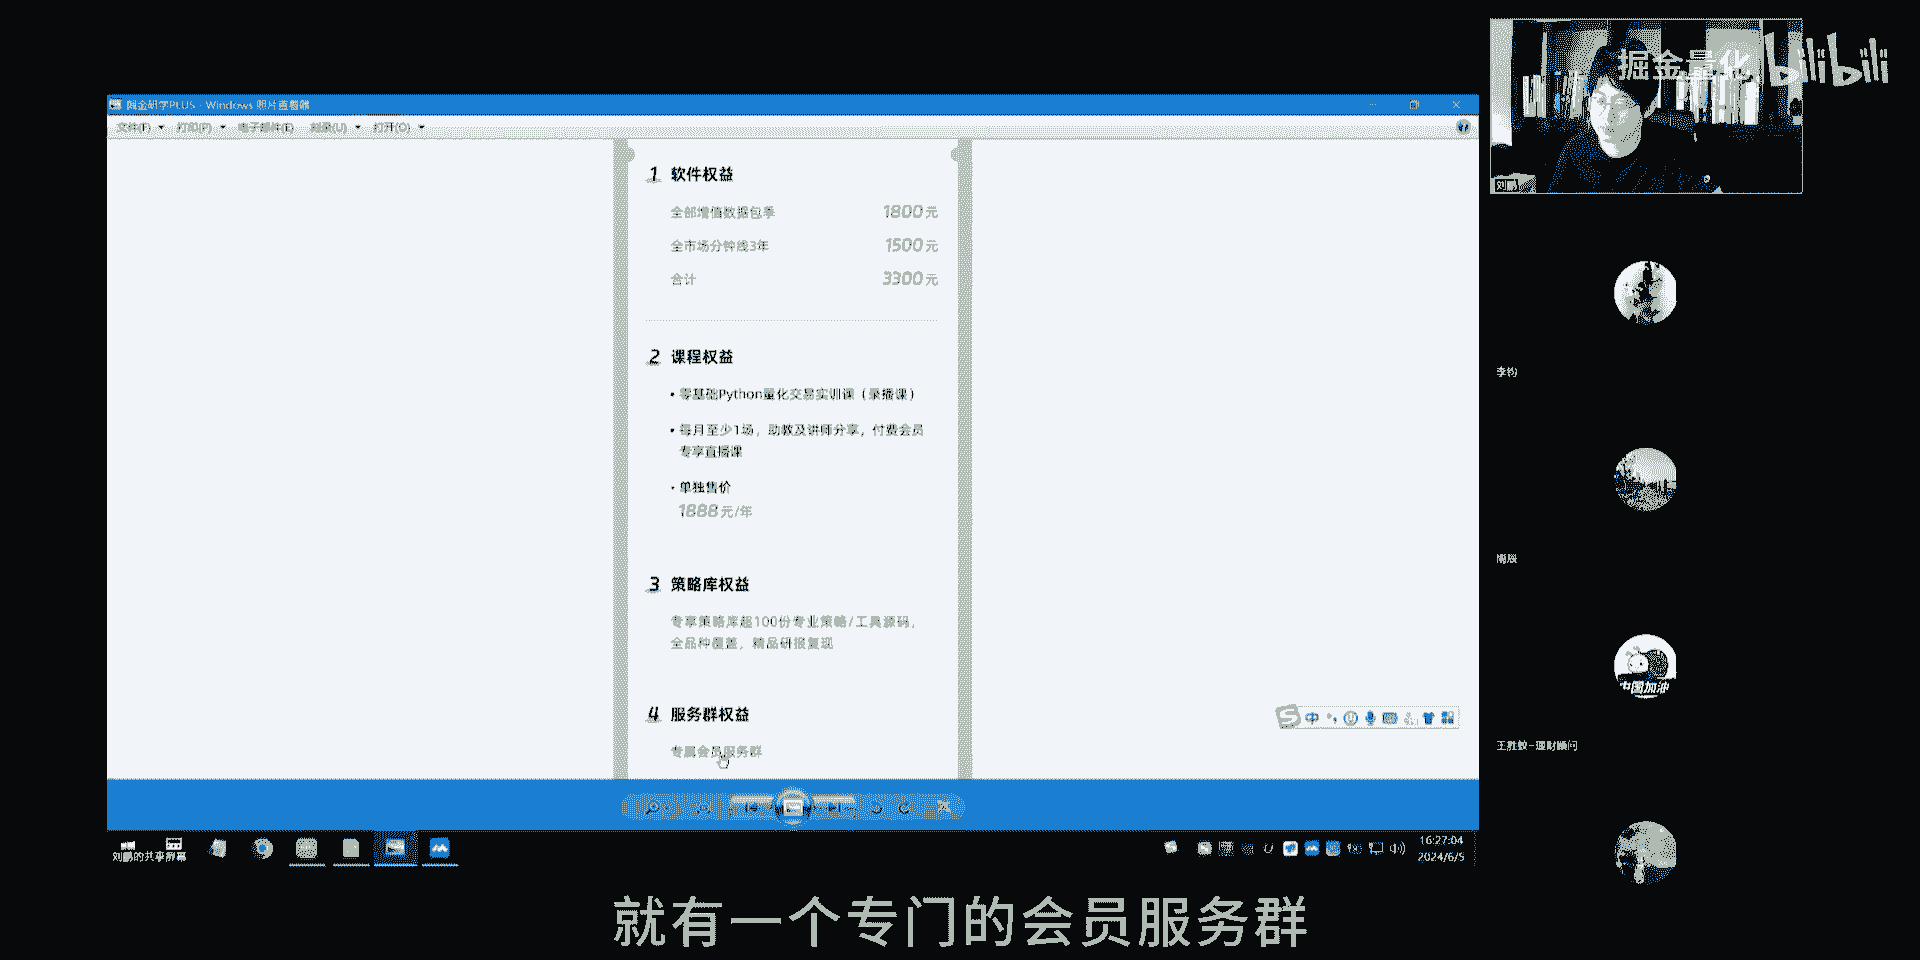 掘金量化 bilibili
掘金研学PLUS - Windows 照片查看器
文件(F) 打印(P) 电子邮件(E) 刻录(U) 打开(O)
1 软件权益
全部增值数据包季 1800元
全市场分钟线3年 1500元
合计 3300元
2 课程权益
• 零基础Python量化交易实训课（录播课）
• 每月至少1场，助教及讲师分享，付费会员
专享直播课
• 单独售价
1888元/年
3 策略库权益
专享策略库超100份专业策略/工具源码，
全品种覆盖，精品研报复现
4 服务群权益
专属会员服务群
中
刘鹏
李钧
中国加油
刘鹏的共享屏幕
16:27:04
2024/6/5
就有一个专门的会员服务群